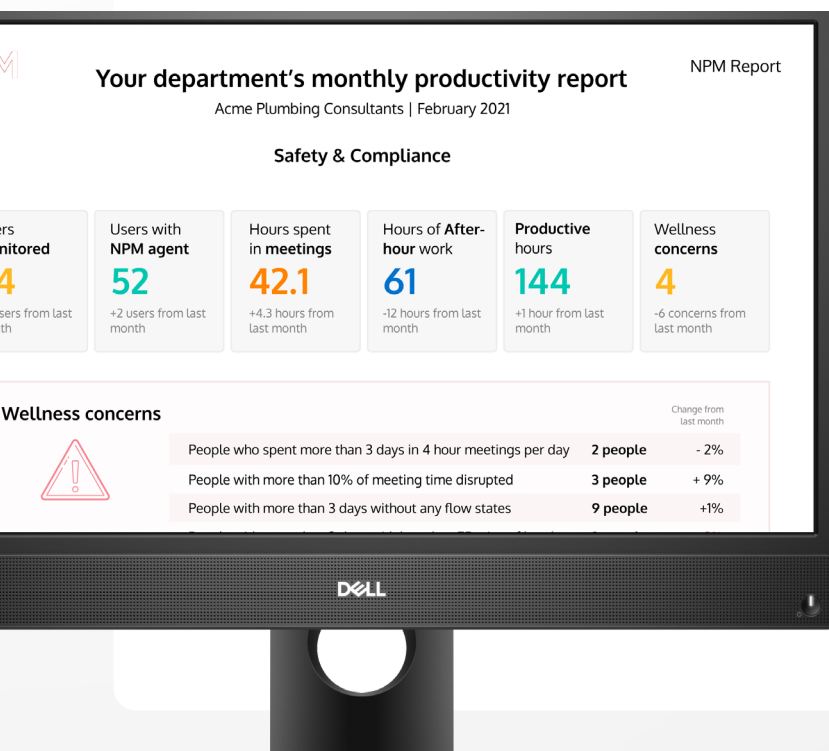 NPM Report
Your department's monthly productivity report
Acme Plumbing Consultants | February 2021
Safety & Compliance
Users with
NPM agent
52
+2 users from last
month
Hours spent
in meetings
42.1
+4.3 hours from
last month
Hours of After-
hour work
61
-12 hours from last
month
Productive
hours
144
+1 hour from last
month
Wellness
concerns
4
-6 concerns from
last month
Wellness concerns
Change from
last month
People who spent more than 3 days in 4 hour meetings per day 2 people - 2%
People with more than 10% of meeting time disrupted 3 people + 9%
People with more than 3 days without any flow states 9 people +1%
DELL